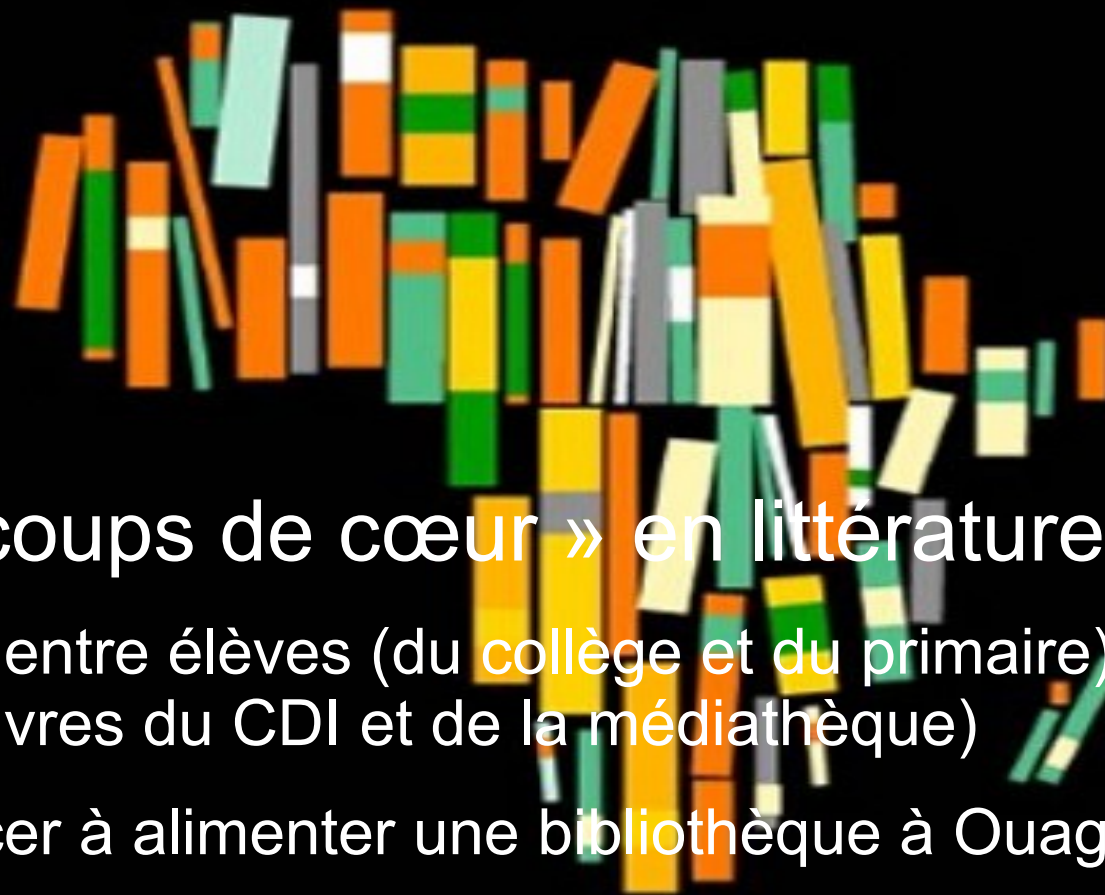 coups de cœur » en littérature
entre élèves (du collège et du primaire)
vres du CDI et de la médiathèque)
cer à alimenter une bibliothèque à Ouag